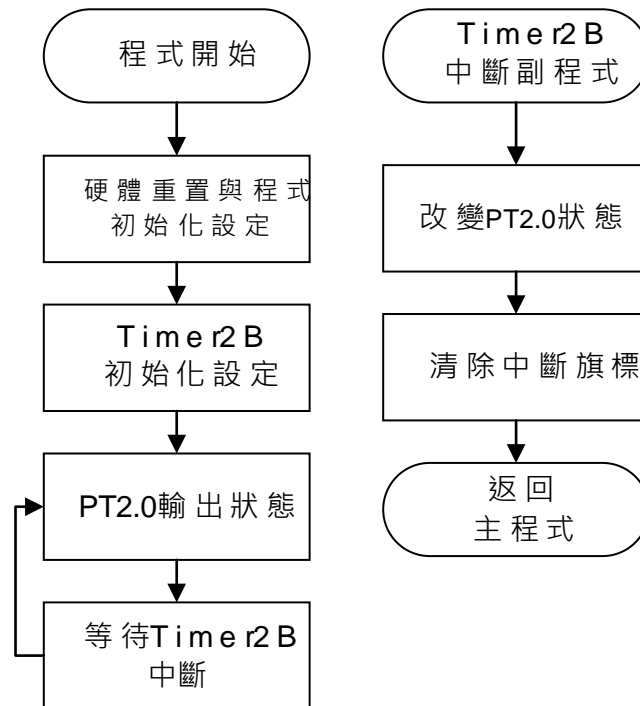 程式開始
硬體重置與程式
初始化設定
Timer2B
初始化設定
PT2.0輸出狀態
等待Timer2B
中斷
Timer2B
中斷副程式
改變PT2.0狀態
清除中斷旗標
返回
主程式